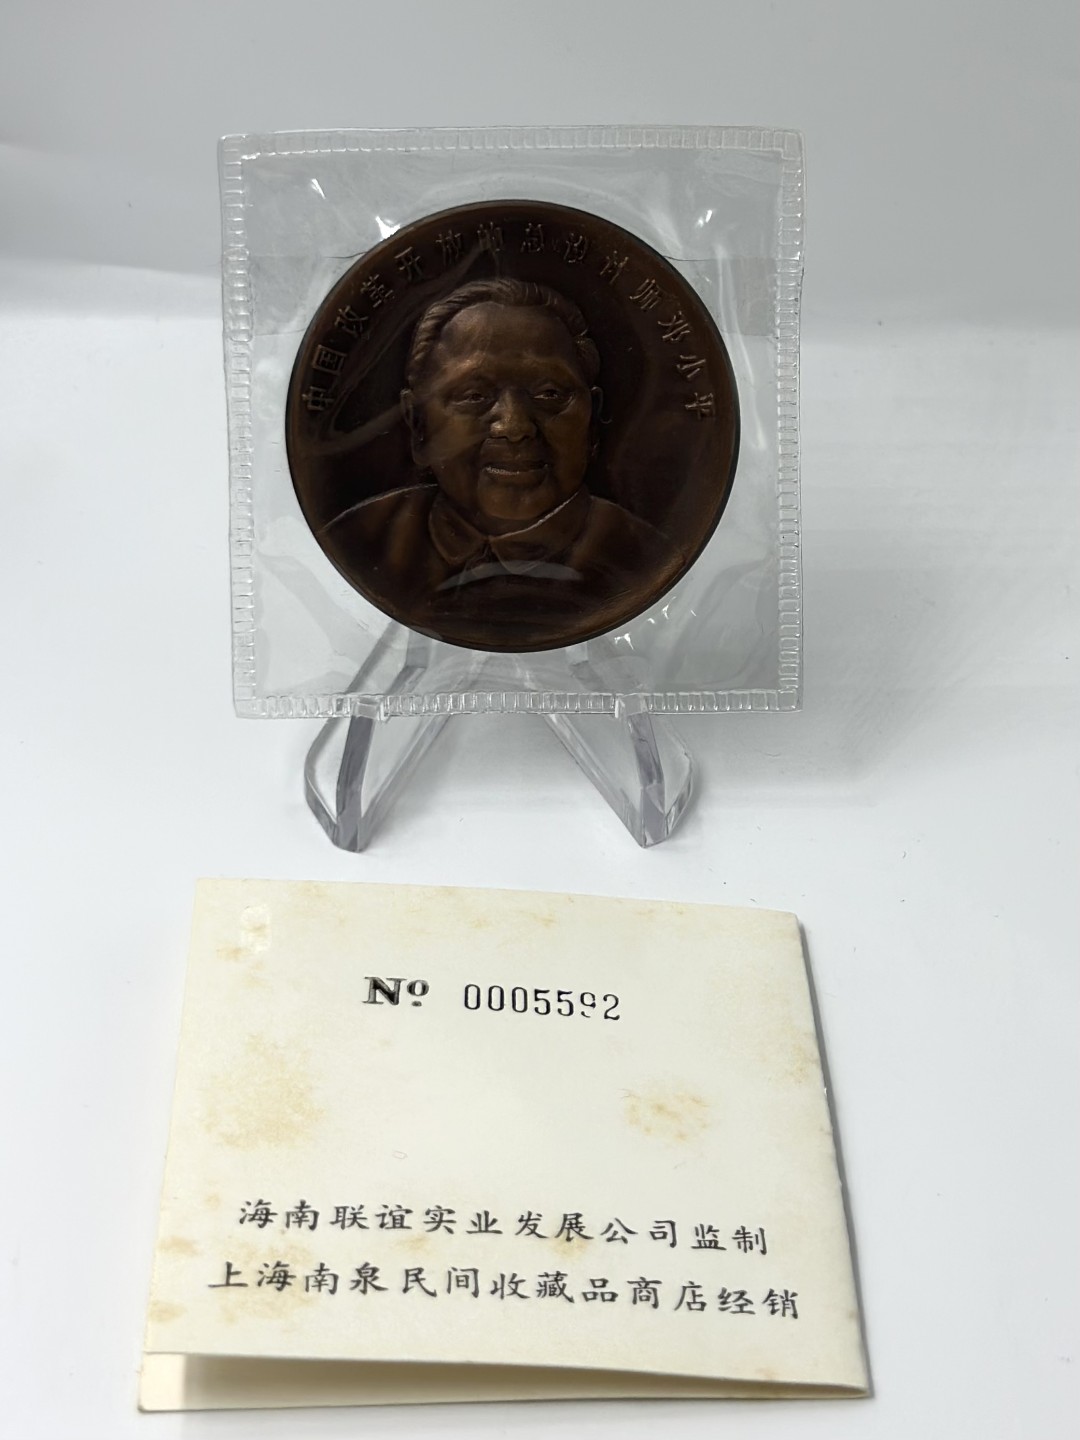 中国改革开放的总设计师邓小平
Nº 0005592
海南联谊实业发展公司监制
上海南泉民间收藏品商店经销